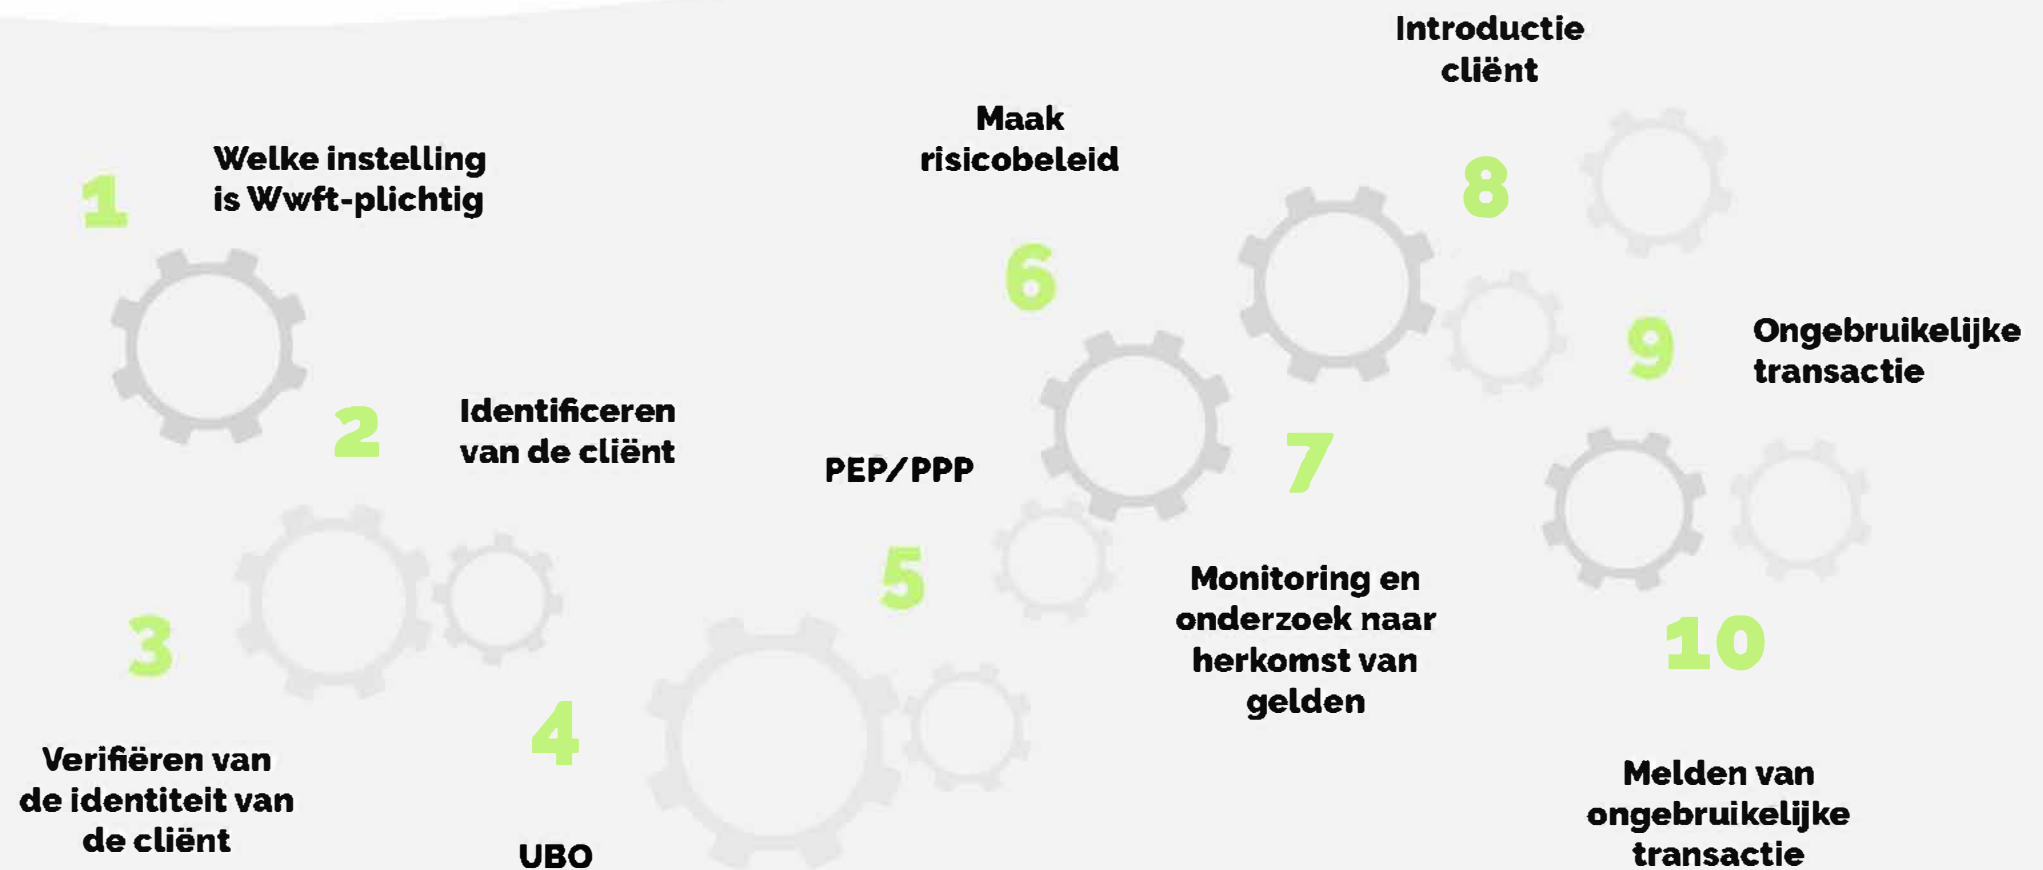 1
Welke instelling
is Wwft-plichtig
2
Identificeren
van de cliënt
3
Verifiëren van
de identiteit van
de cliënt
4
UBO
5
PEP/PPP
6
Maak
risicobeleid
7
Monitoring en
onderzoek naar
herkomst van
gelden
8
Introductie
cliënt
9
Ongebruikelijke
transactie
10
Melden van
ongebruikelijke
transactie